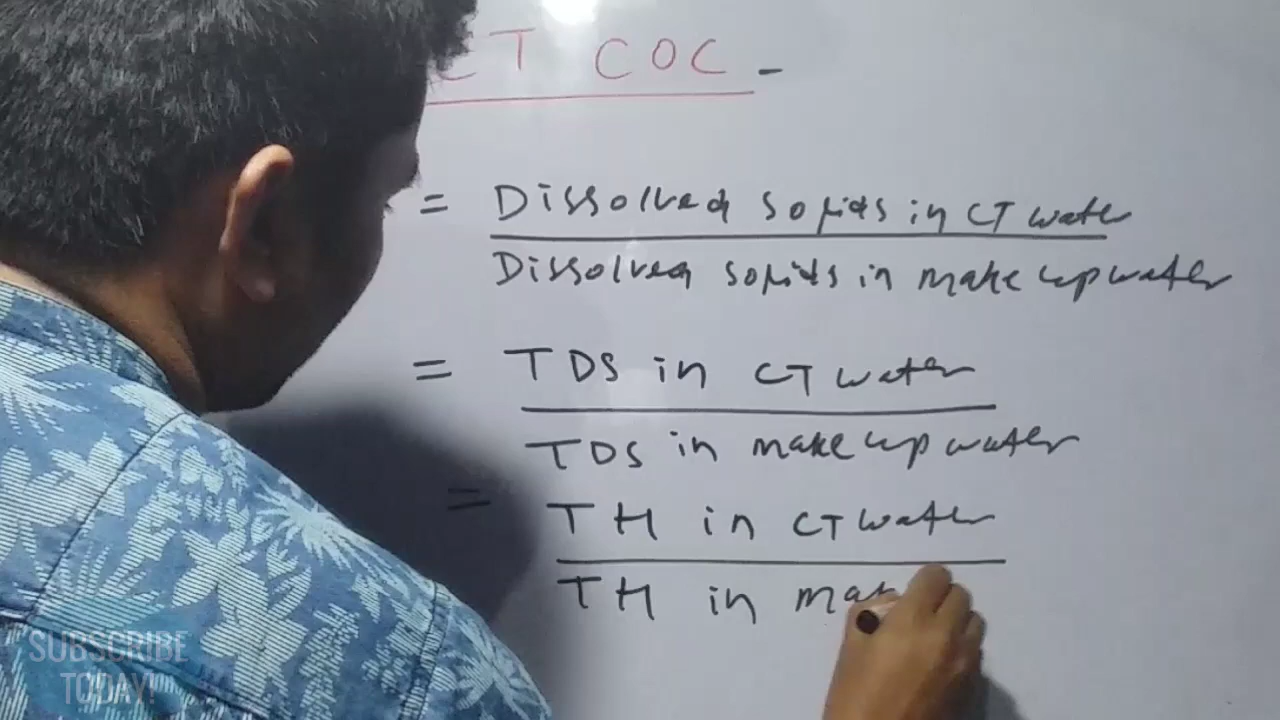 CT COC -
= Dissolved solids in CT water
Dissolved solids in make up water
= TDS in CT water
TDS in make up water
= TH in CT water
TH in mak
SUBSCRIBE
TODAY!